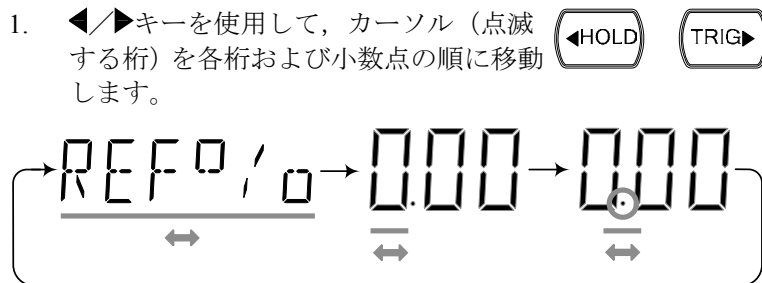 1. ◀/▶キーを使用して，カーソル（点滅
する桁）を各桁および小数点の順に移動
します。
◀HOLD TRIG▶
REF% 0.00 0.00